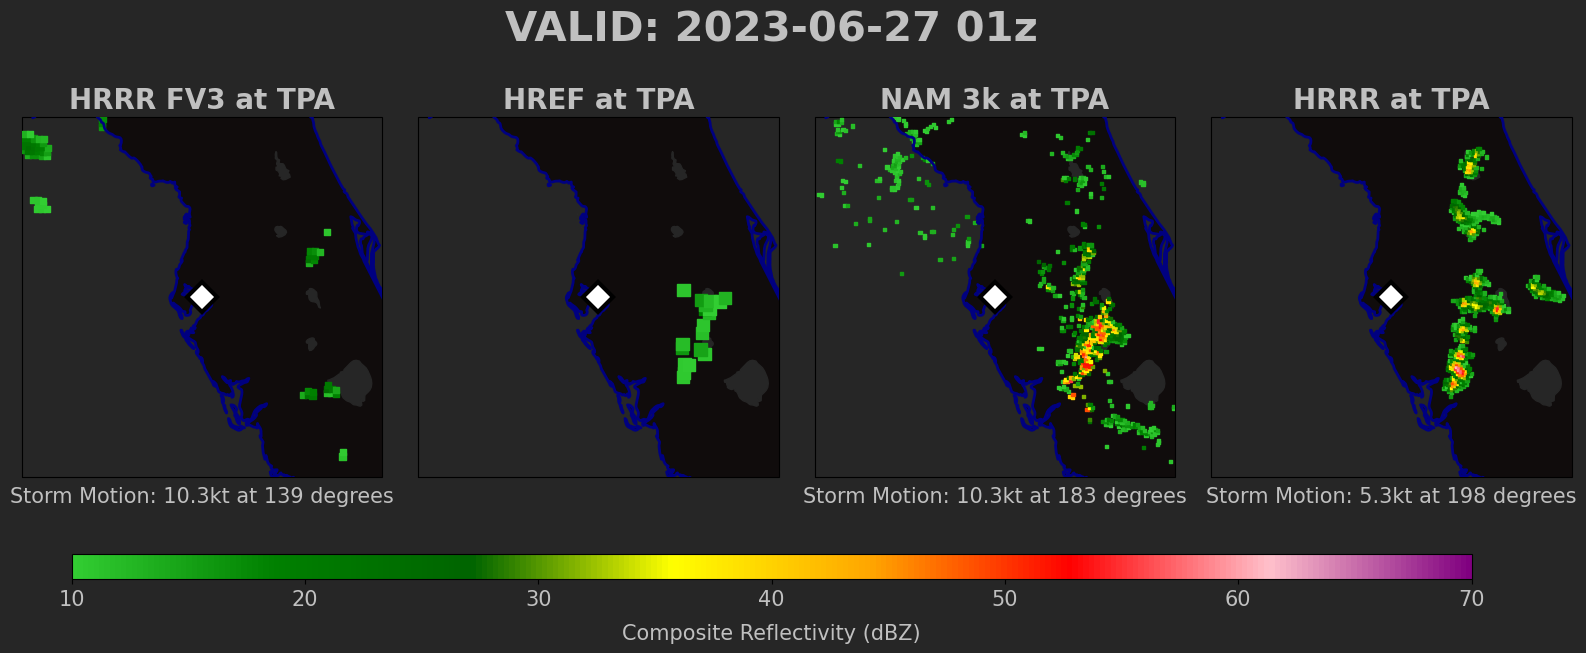 VALID: 2023-06-27 01z
HRRR FV3 at TPA
HREF at TPA
NAM 3k at TPA
HRRR at TPA
Storm Motion: 10.3kt at 139 degrees
Storm Motion: 10.3kt at 183 degrees
Storm Motion: 5.3kt at 198 degrees
10 20 30 40 50 60 70
Composite Reflectivity (dBZ)